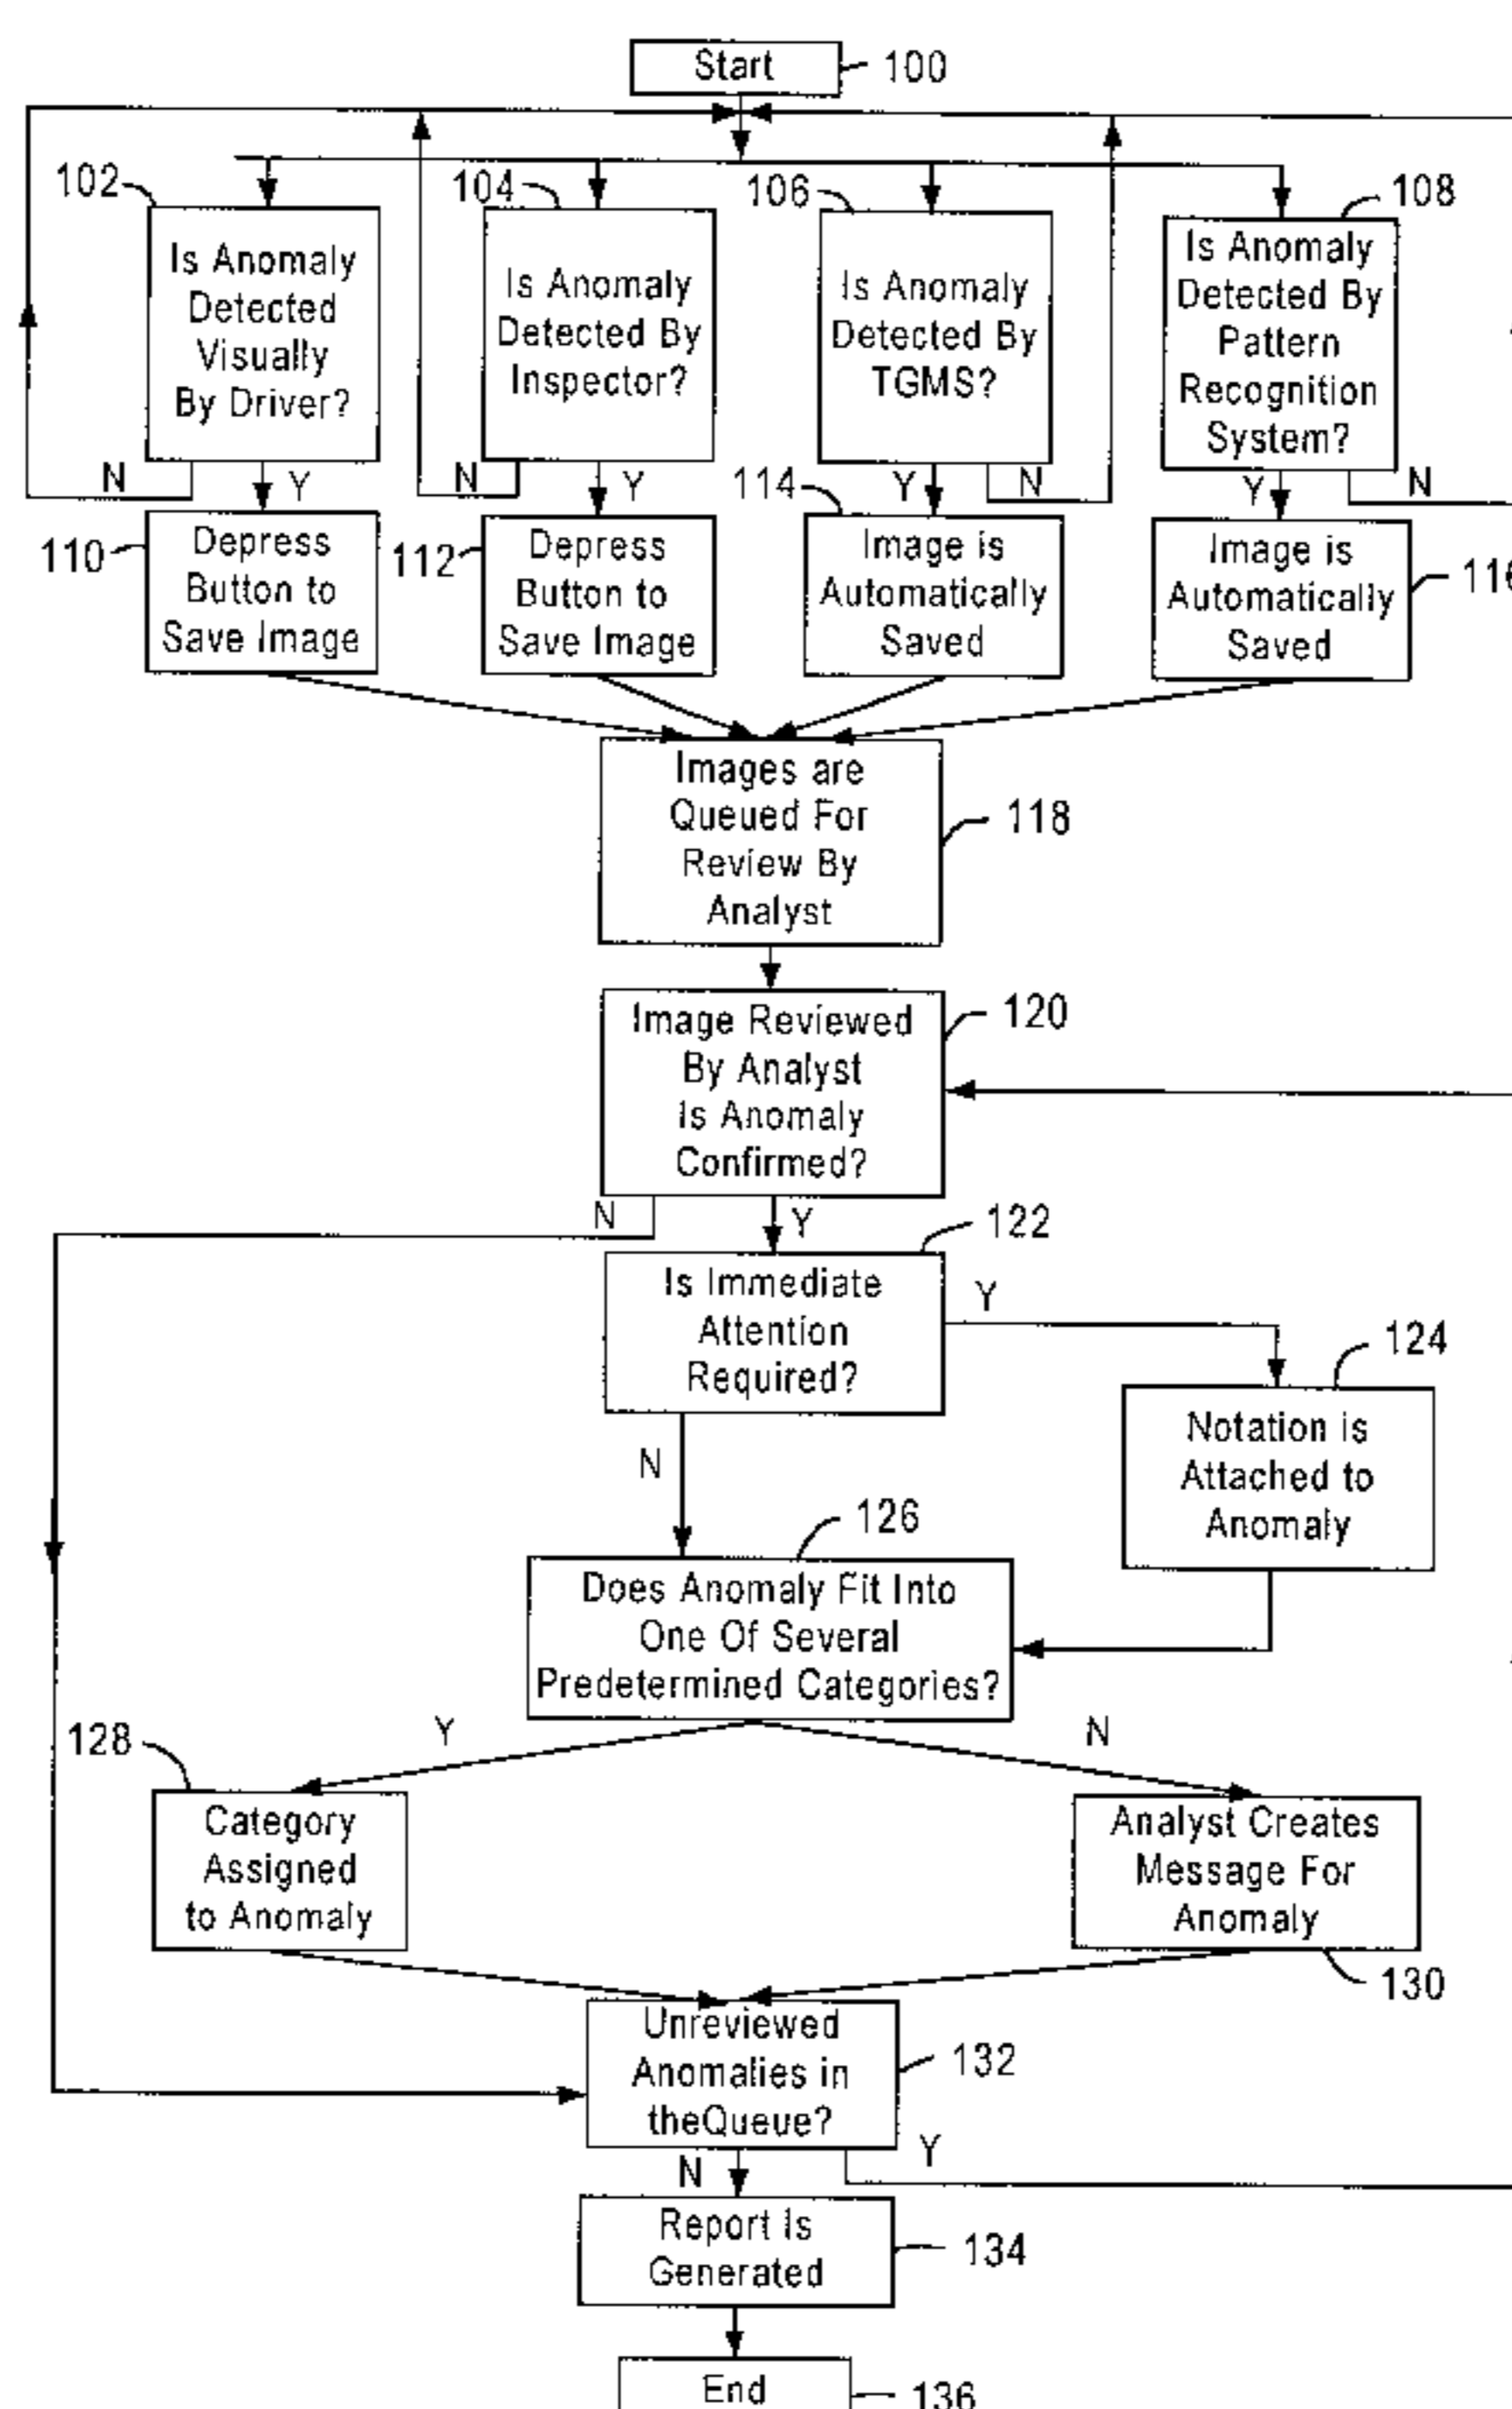 Start
100
102
Is Anomaly
Detected
Visually
By Driver?
104
Is Anomaly
Detected By
Inspector?
106
Is Anomaly
Detected By
TGMS?
108
Is Anomaly
Detected By
Pattern
Recognition
System?
N
Y
N
Y
Y
N
Y
N
110
Depress
Button to
Save Image
112
Depress
Button to
Save Image
114
Image is
Automatically
Saved
Image is
Automatically
Saved
116
Images are
Queued For
Review By
Analyst
118
Image Reviewed
By Analyst
Is Anomaly
Confirmed?
120
N
Y
122
Is Immediate
Attention
Required?
Y
124
Notation is
Attached to
Anomaly
N
126
Does Anomaly Fit Into
One Of Several
Predetermined Categories?
Y
N
128
Category
Assigned
to Anomaly
Analyst Creates
Message For
Anomaly
130
Unreviewed
Anomalies in
theQueue?
132
N
Y
Report Is
Generated
134
End
136